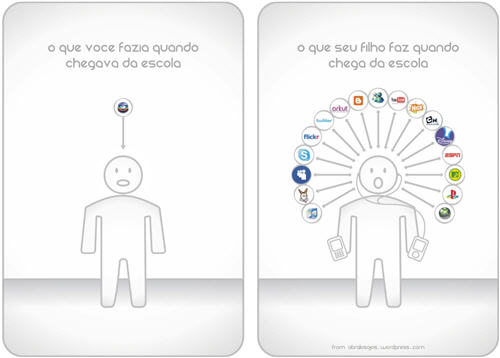 o que voce fazia quando
chegava da escola
o que seu filho faz quando
chega da escola
orkut
twitter
flickr
YouTube
ESPN
from abrakegos.wordpress.com